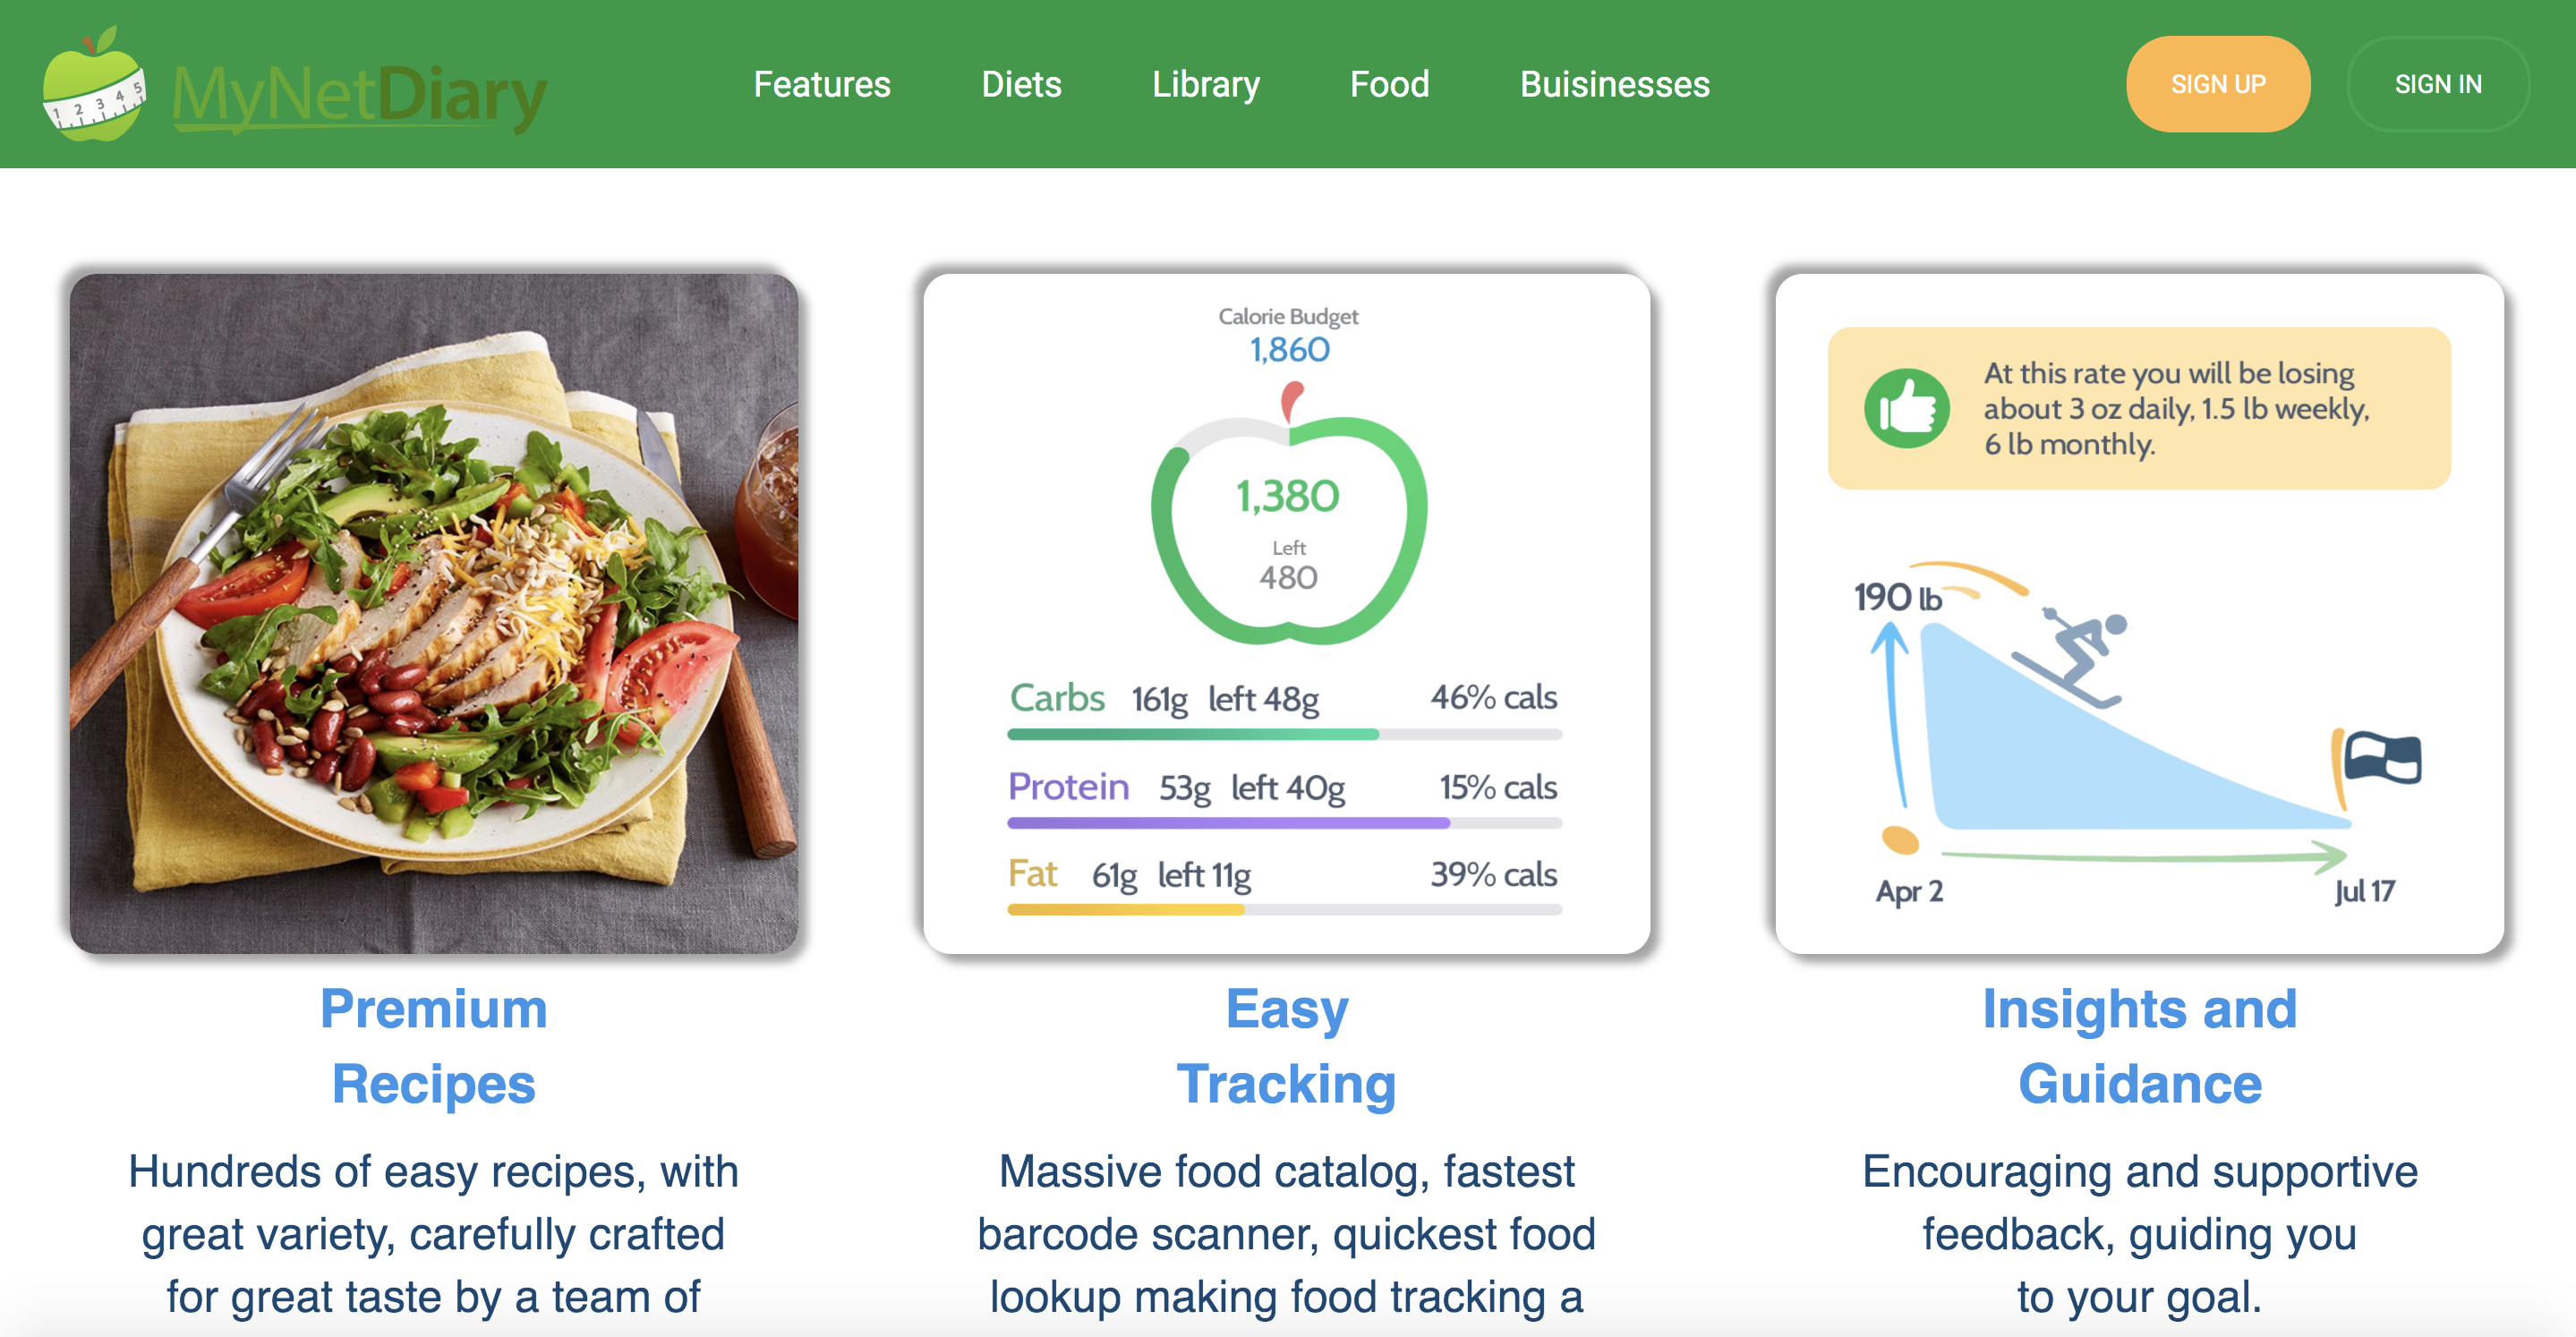 1 2 3 4 5
MyNetDiary
Features Diets Library Food Buisinesses
SIGN UP SIGN IN
Calorie Budget
1,860
1,380
Left
480
Carbs 161g left 48g 46% cals
Protein 53g left 40g 15% cals
Fat 61g left 11g 39% cals
At this rate you will be losing
about 3 oz daily, 1.5 lb weekly,
6 lb monthly.
190 lb
Apr 2 Jul 17
Premium
Recipes
Hundreds of easy recipes, with
great variety, carefully crafted
for great taste by a team of
Easy
Tracking
Massive food catalog, fastest
barcode scanner, quickest food
lookup making food tracking a
Insights and
Guidance
Encouraging and supportive
feedback, guiding you
to your goal.